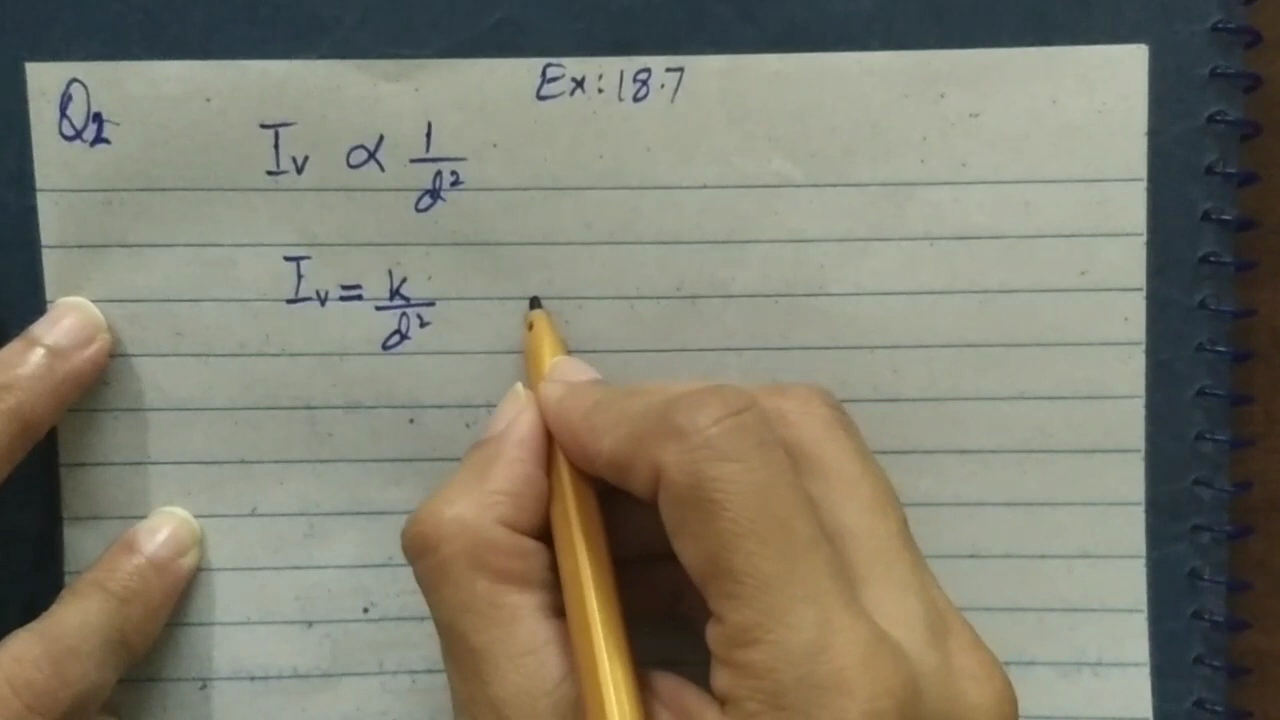 Ex: 18.7
Q2
Iv ∝ 1/d²
Iv = k/d²